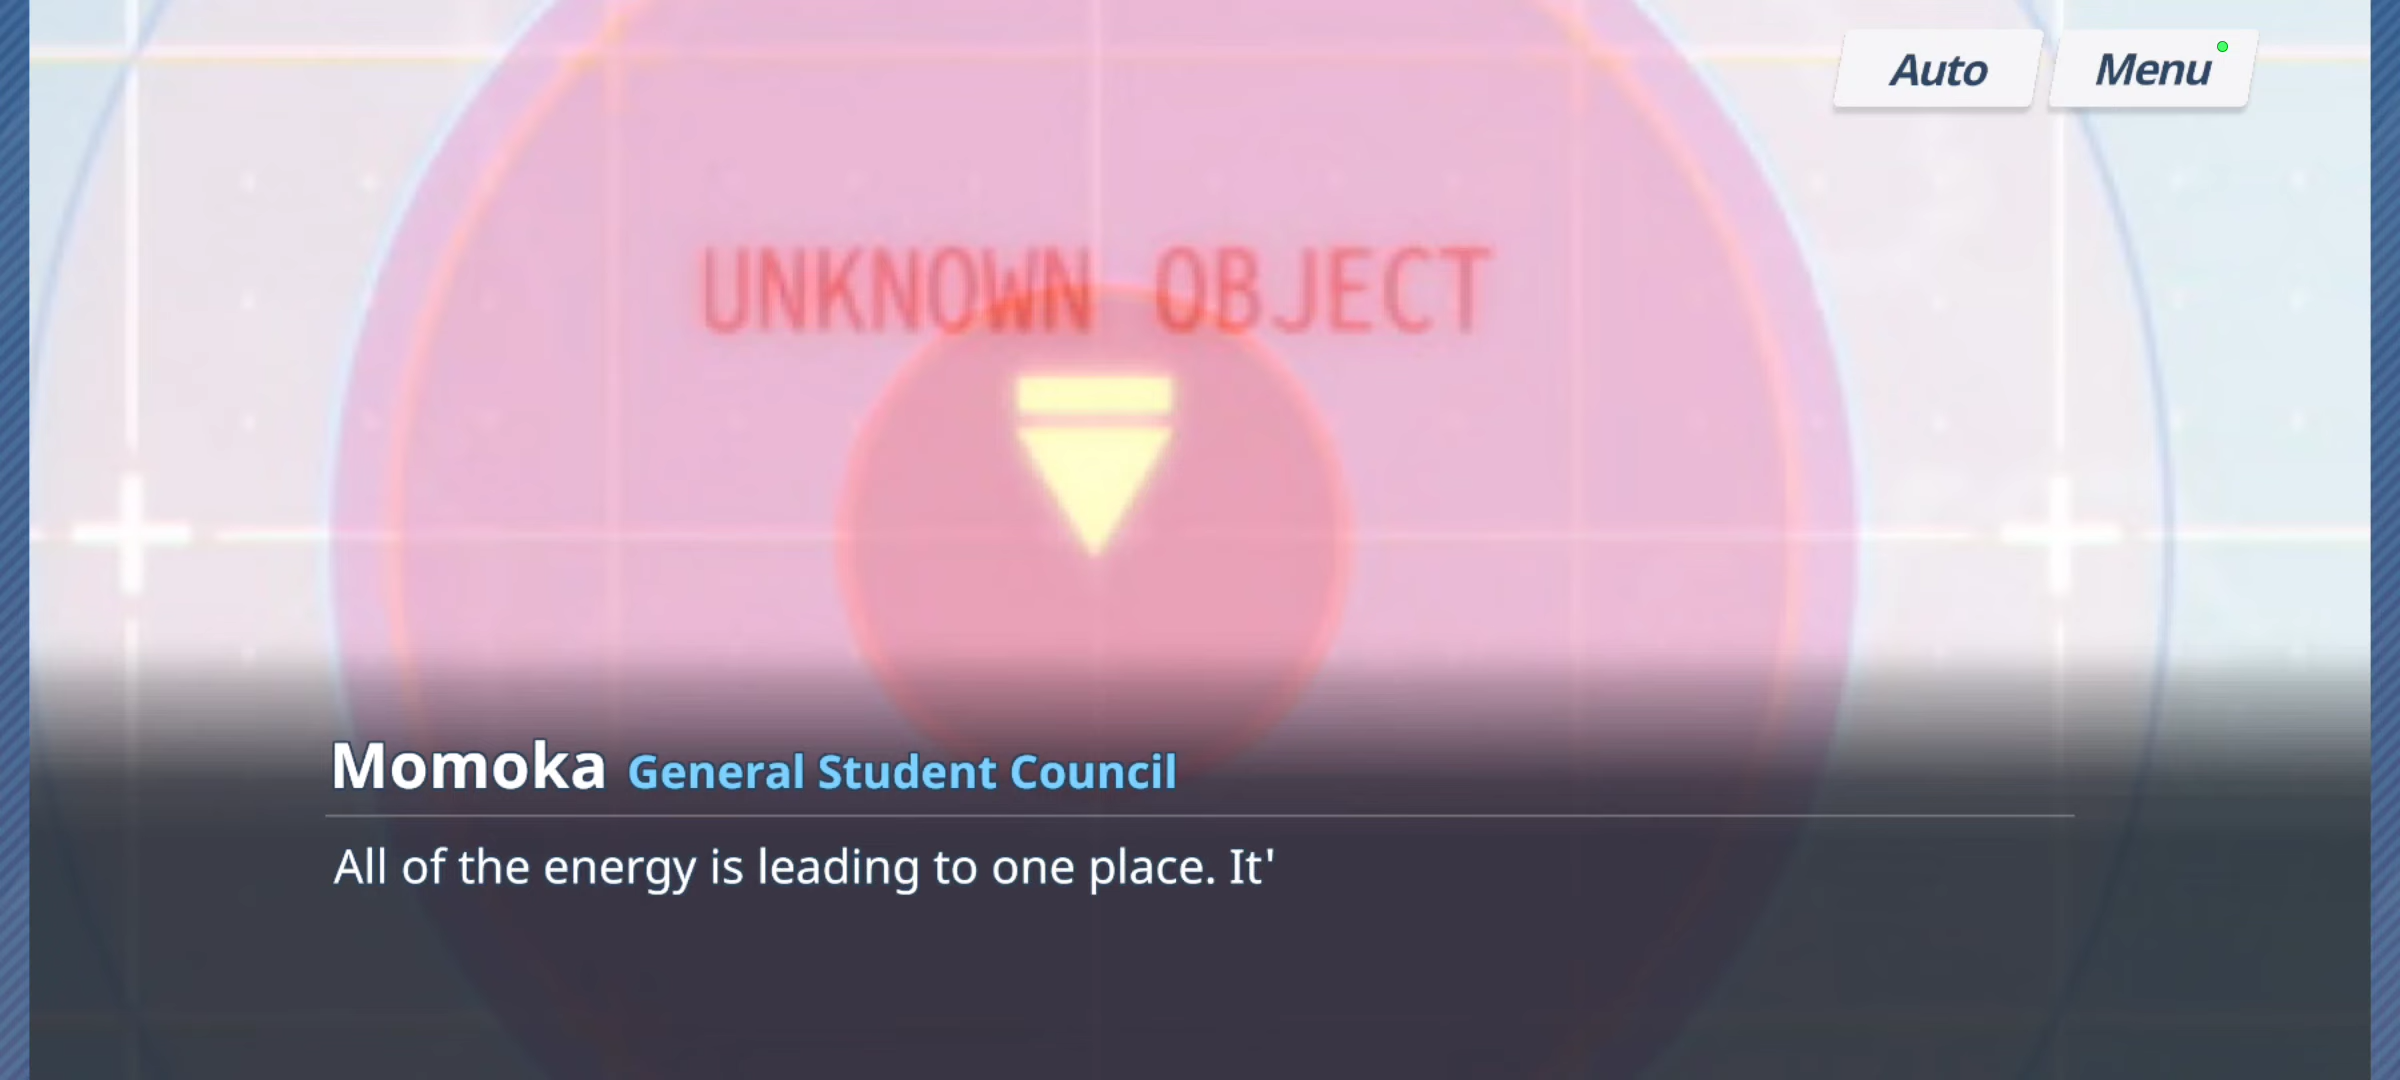 Auto Menu
UNKNOWN OBJECT
Momoka General Student Council
All of the energy is leading to one place. It'